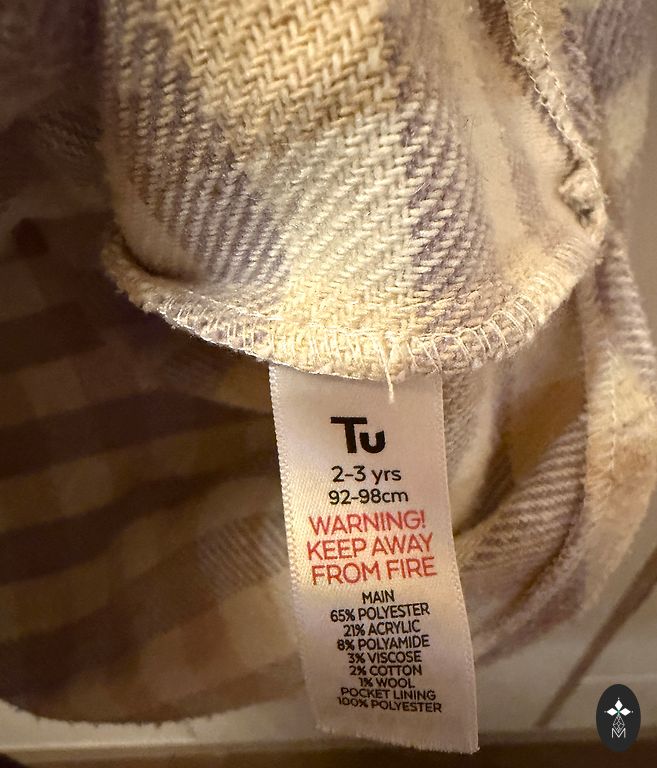 Tu
2-3 yrs
92-98cm
WARNING!
KEEP AWAY
FROM FIRE
MAIN
65% POLYESTER
21% ACRYLIC
8% POLYAMIDE
3% VISCOSE
2% COTTON
1% WOOL
POCKET LINING
100% POLYESTER
M